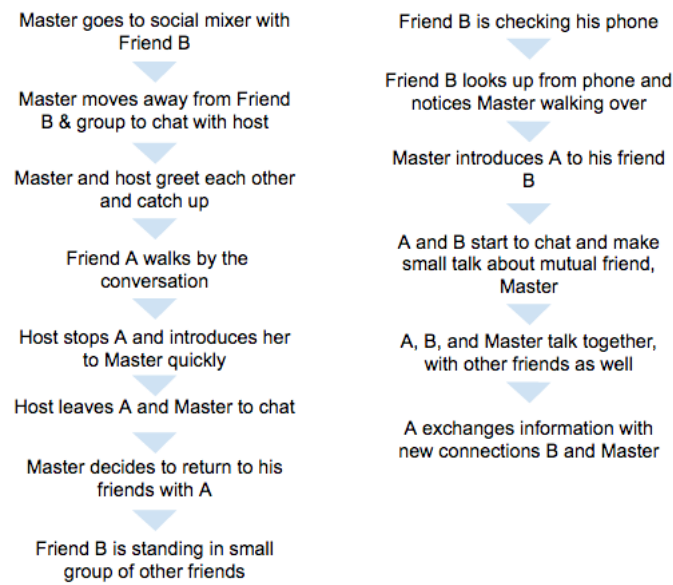 Master goes to social mixer with
Friend B
Master moves away from Friend
B & group to chat with host
Master and host greet each other
and catch up
Friend A walks by the
conversation
Host stops A and introduces her
to Master quickly
Host leaves A and Master to chat
Master decides to return to his
friends with A
Friend B is standing in small
group of other friends
Friend B is checking his phone
Friend B looks up from phone and
notices Master walking over
Master introduces A to his friend
B
A and B start to chat and make
small talk about mutual friend,
Master
A, B, and Master talk together,
with other friends as well
A exchanges information with
new connections B and Master